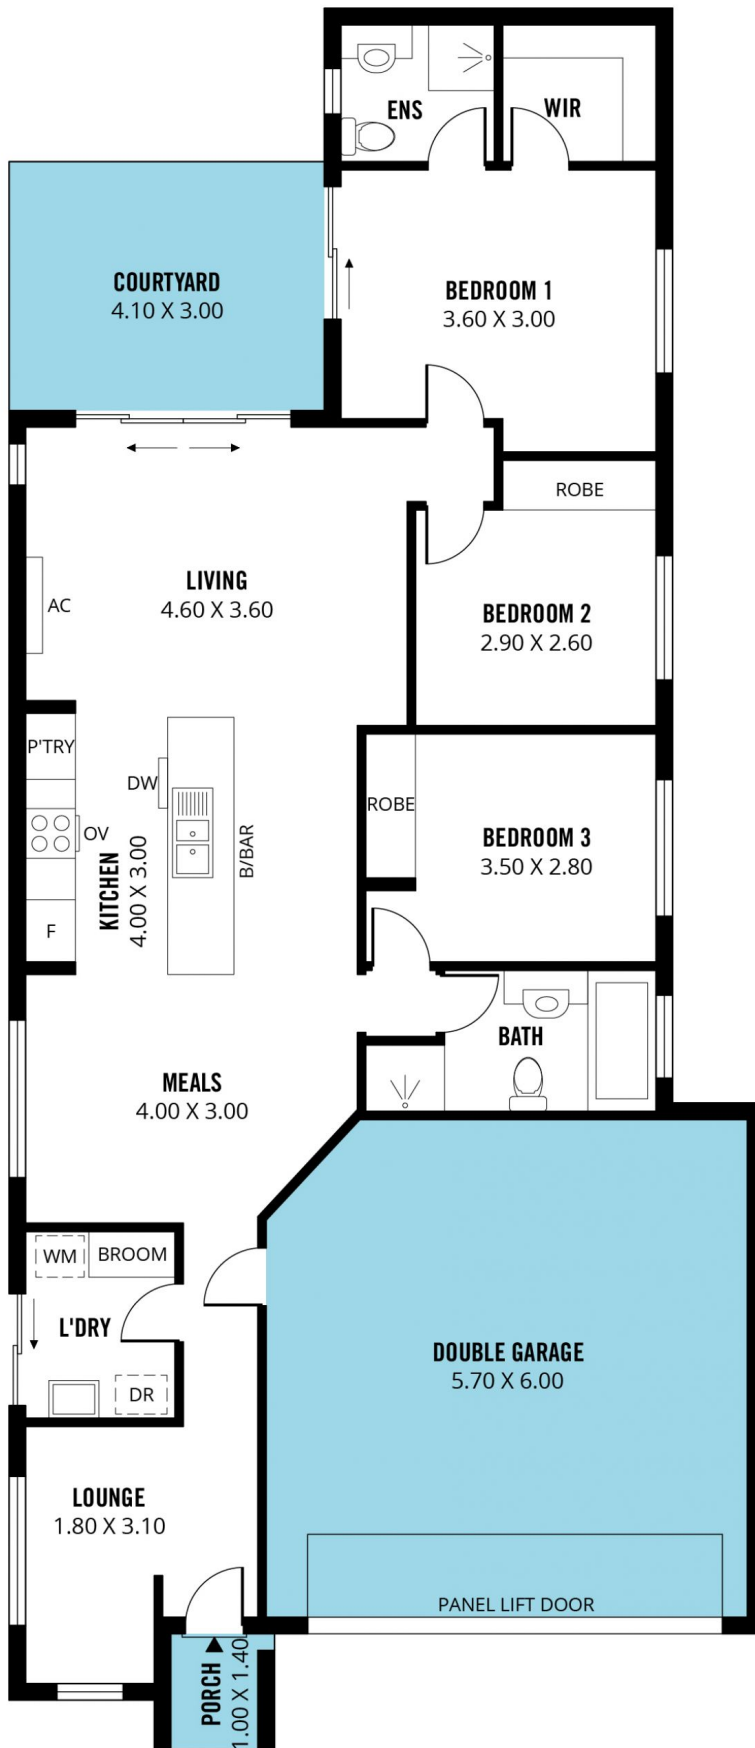 ENS
WIR
COURTYARD
4.10 X 3.00
BEDROOM 1
3.60 X 3.00
ROBE
LIVING
4.60 X 3.60
AC
BEDROOM 2
2.90 X 2.60
P'TRY
DW
OV
KITCHEN
4.00 X 3.00
B/BAR
F
ROBE
BEDROOM 3
3.50 X 2.80
BATH
MEALS
4.00 X 3.00
WM
BROOM
L'DRY
DR
DOUBLE GARAGE
5.70 X 6.00
LOUNGE
1.80 X 3.10
PANEL LIFT DOOR
PORCH
1.00 X 1.40